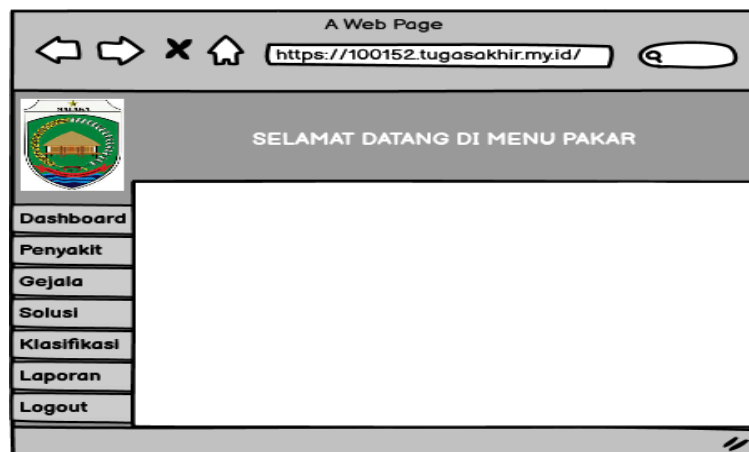 A Web Page
https://100152.tugasakhir.my.id/
MALAKA
SELAMAT DATANG DI MENU PAKAR
Dashboard
Penyakit
Gejala
Solusi
Klasifikasi
Laporan
Logout